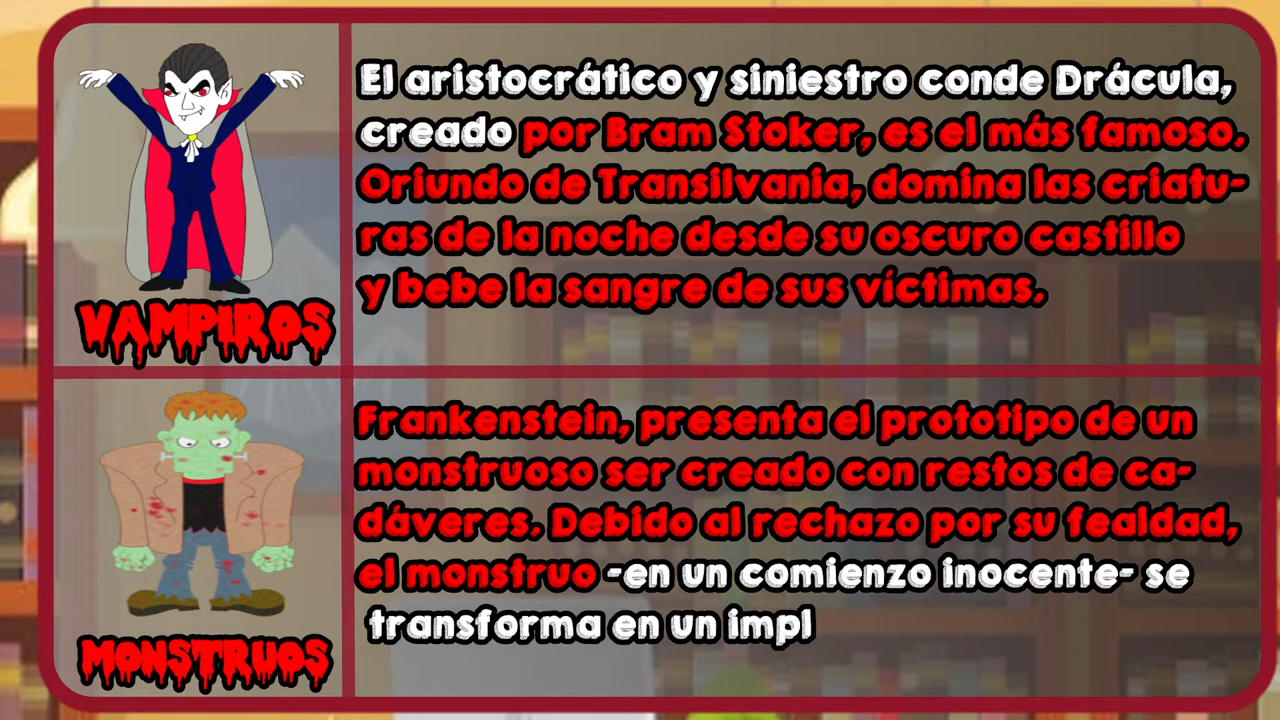 El aristocrático y siniestro conde Drácula,
creado por Bram Stoker, es el más famoso.
Oriundo de Transilvania, domina las criatu-
ras de la noche desde su oscuro castillo
y bebe la sangre de sus víctimas.
VAMPIROS
Frankenstein, presenta el prototipo de un
monstruoso ser creado con restos de ca-
dáveres. Debido al rechazo por su fealdad,
el monstruo -en un comienzo inocente- se
transforma en un impl
MONSTRUOS